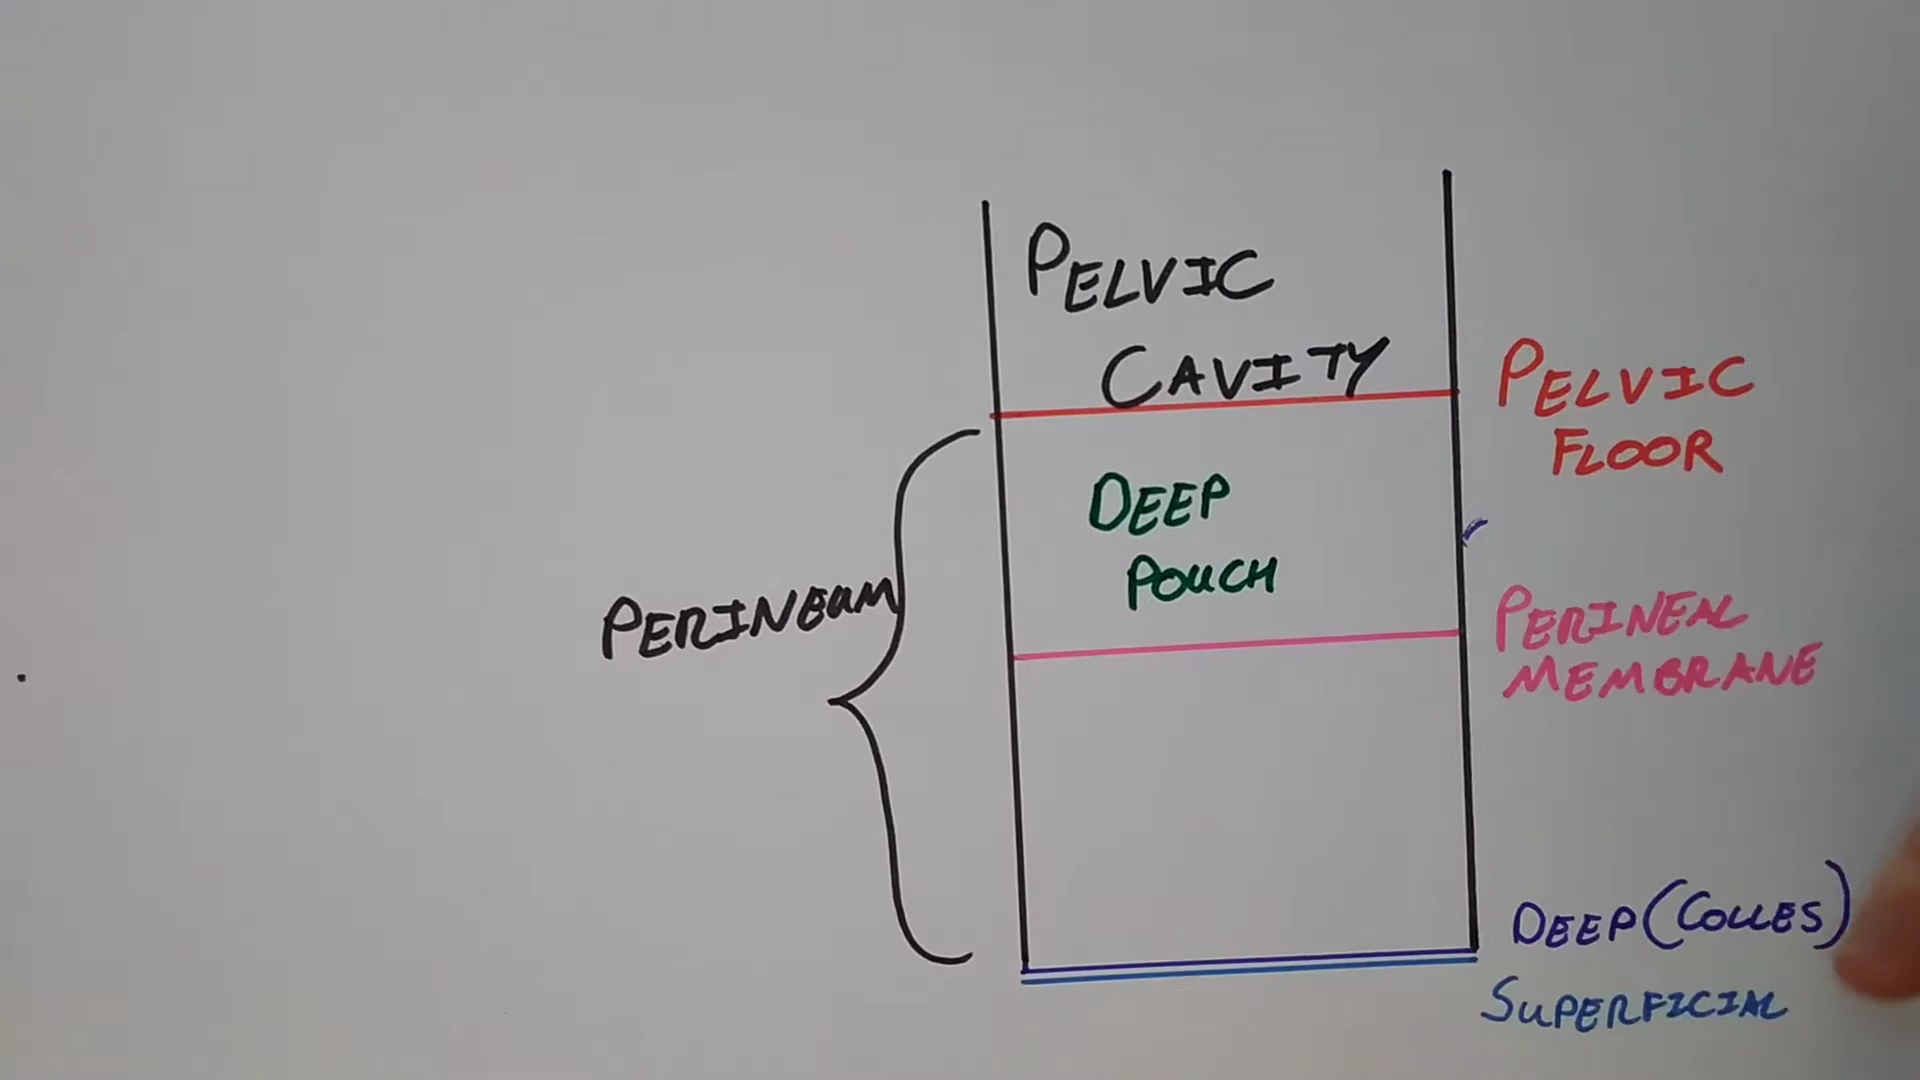 PELVIC
CAVITY
PELVIC
FLOOR
DEEP
POUCH
PERINEUM
PERINEAL
MEMBRANE
DEEP (COLLES)
SUPERFICIAL